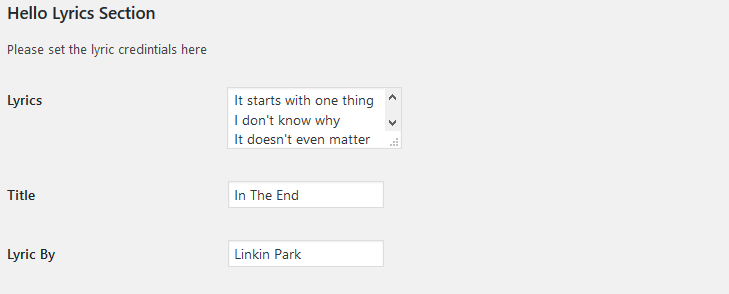 Hello Lyrics Section
Please set the lyric credintials here
Lyrics
It starts with one thing
I don't know why
It doesn't even matter
Title
In The End
Lyric By
Linkin Park